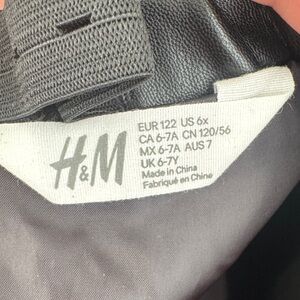 H&M
EUR 122 US 6x
CA 6-7A CN 120/56
MX 6-7A AUS 7
UK 6-7Y
Made in China
Fabriqué en Chine